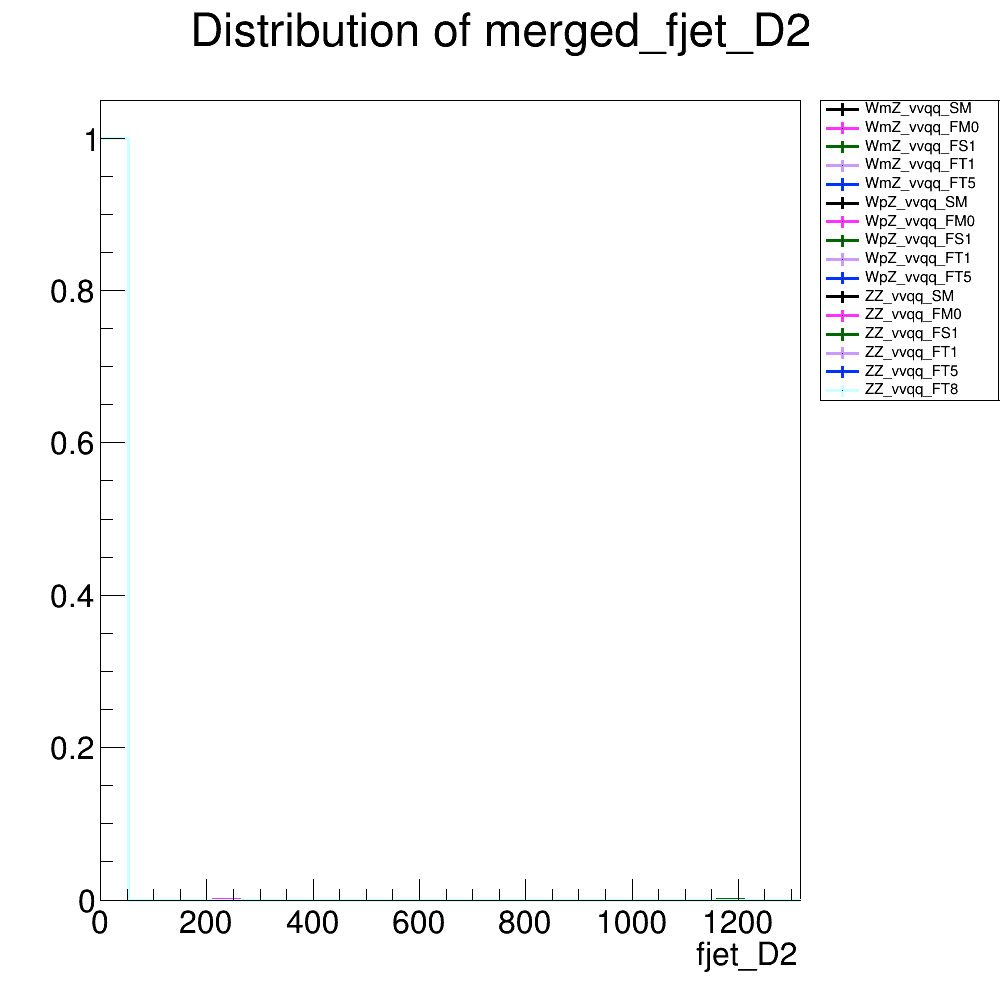 Distribution of merged_fjet_D2
WmZ_vvqq_SM
WmZ_vvqq_FM0
WmZ_vvqq_FS1
WmZ_vvqq_FT1
WmZ_vvqq_FT5
WpZ_vvqq_SM
WpZ_vvqq_FM0
WpZ_vvqq_FS1
WpZ_vvqq_FT1
WpZ_vvqq_FT5
ZZ_vvqq_SM
ZZ_vvqq_FM0
ZZ_vvqq_FS1
ZZ_vvqq_FT1
ZZ_vvqq_FT5
ZZ_vvqq_FT8
1
0.8
0.6
0.4
0.2
0
0 200 400 600 800 1000 1200
fjet_D2